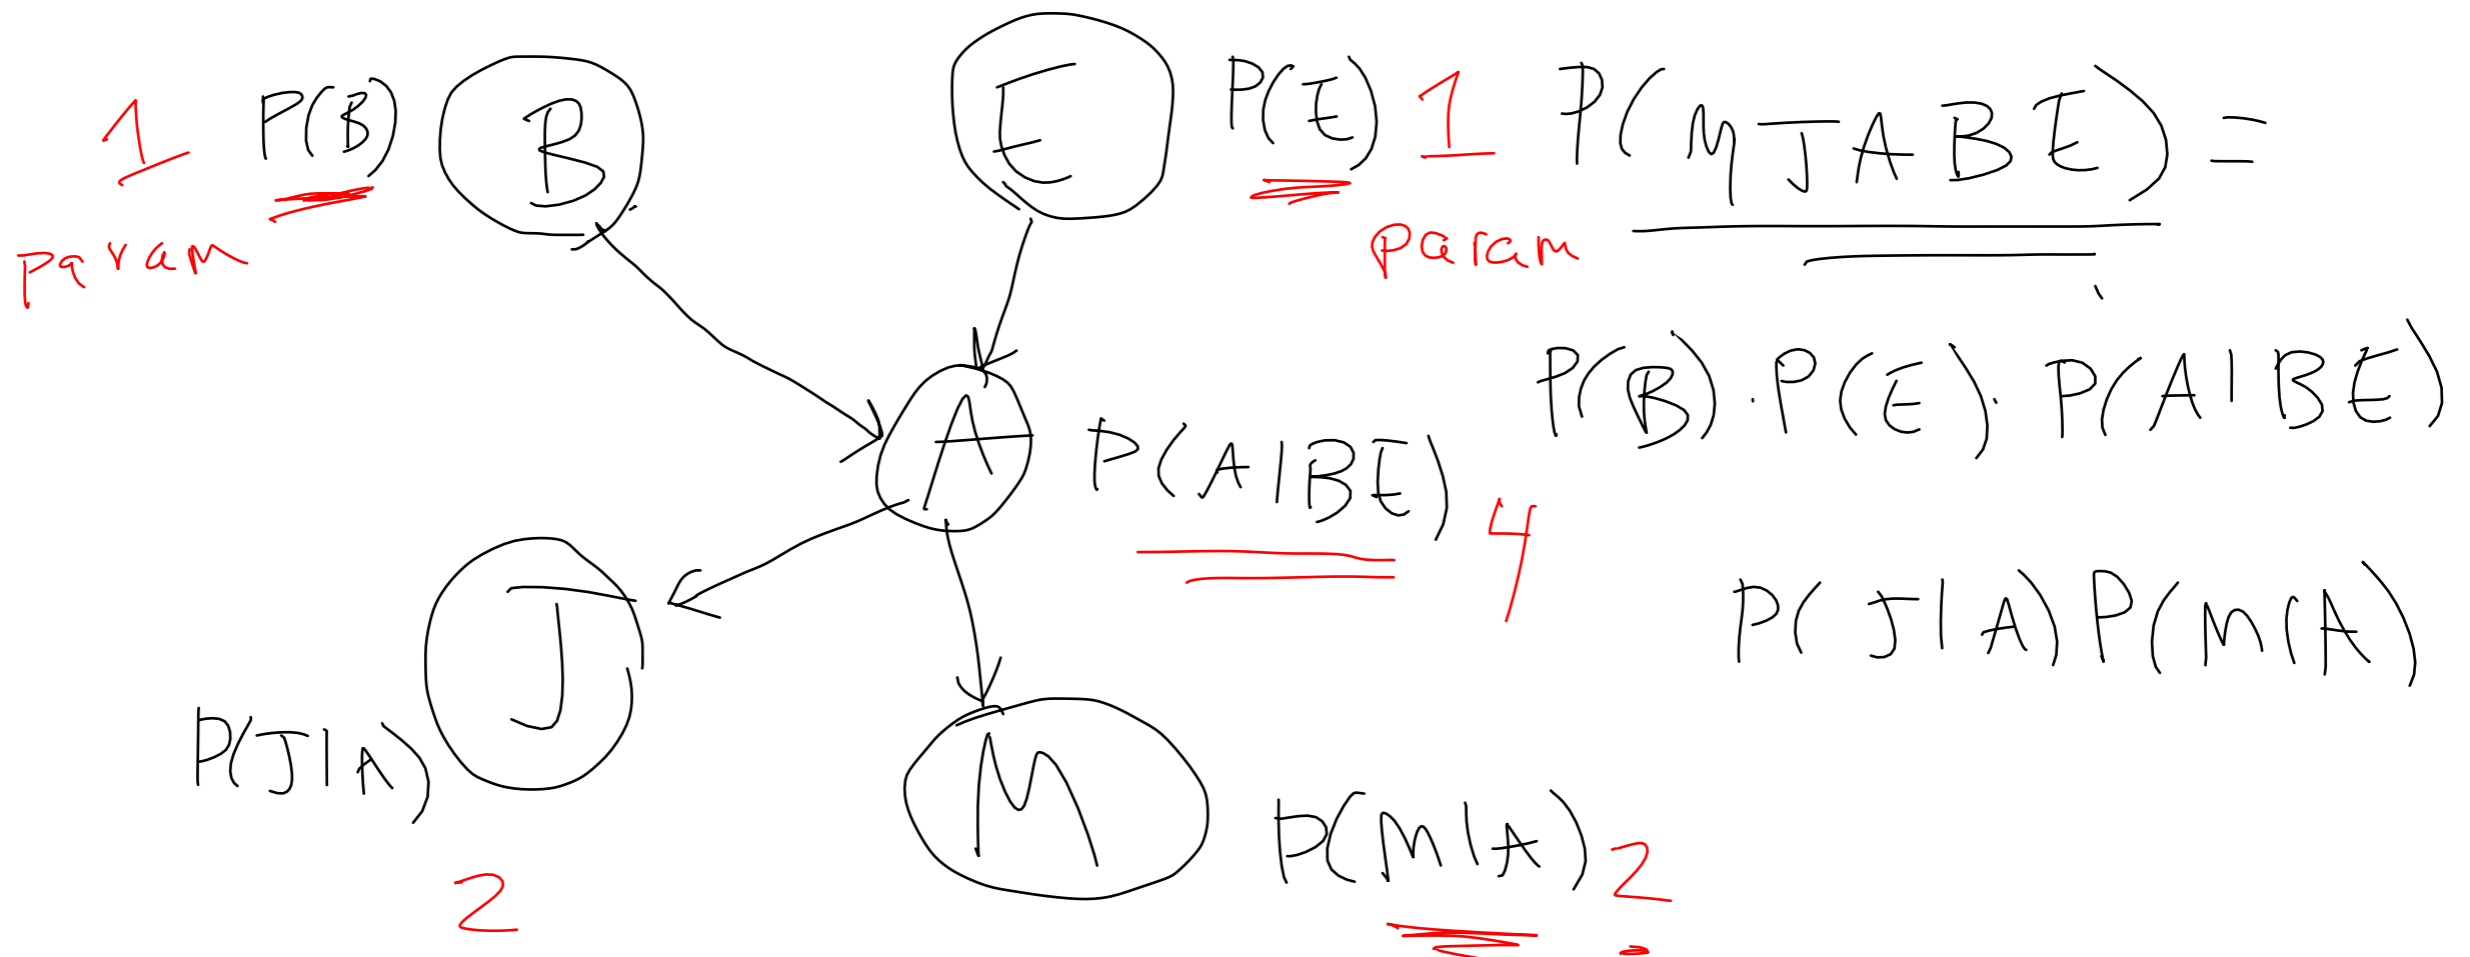 1 P(B) B E P(E) 1 P(MJABE) =
param param
P(B) · P(E) · P(A|BE)
A P(A|BE) 4
P(J|A) P(M|A)
J
P(J|A)
M P(M|A) 2
2